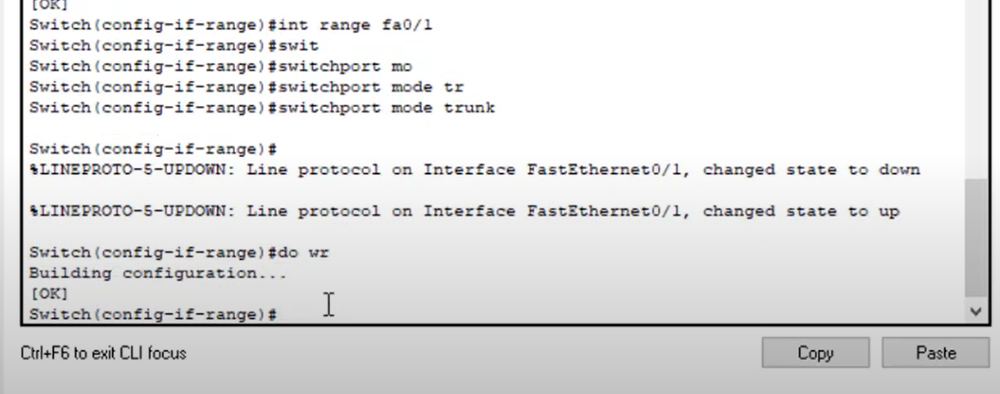 [OK]
Switch(config-if-range)#int range fa0/1
Switch(config-if-range)#swit
Switch(config-if-range)#switchport mo
Switch(config-if-range)#switchport mode tr
Switch(config-if-range)#switchport mode trunk
Switch(config-if-range)#
%LINEPROTO-5-UPDOWN: Line protocol on Interface FastEthernet0/1, changed state to down
%LINEPROTO-5-UPDOWN: Line protocol on Interface FastEthernet0/1, changed state to up
Switch(config-if-range)#do wr
Building configuration...
[OK]
Switch(config-if-range)#
Ctrl+F6 to exit CLI focus
Copy
Paste